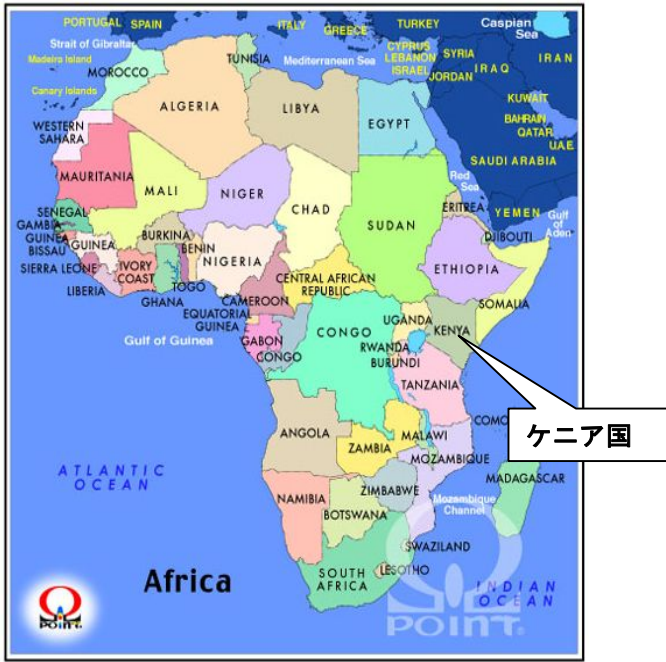 PORTUGAL
SPAIN
ITALY
GREECE
TURKEY
Caspian
Sea
Strait of Gibraltar
Madeira Island
Canary Islands
Mediterranean Sea
CYPRUS
LEBANON
ISRAEL
SYRIA
JORDAN
IRAQ
IRAN
KUWAIT
BAHRAIN
QATAR
U.A.E
SAUDI ARABIA
Red
Sea
YEMEN
Gulf
of
Aden
MOROCCO
TUNISIA
ALGERIA
LIBYA
EGYPT
WESTERN
SAHARA
MAURITANIA
MALI
NIGER
CHAD
SUDAN
ERITREA
DJIBOUTI
SENEGAL
GAMBIA
GUINEA
BISSAU
GUINEA
SIERRA LEONE
LIBERIA
IVORY
COAST
BURKINA
GHANA
TOGO
BENIN
NIGERIA
CAMEROON
EQUATORIAL
GUINEA
CENTRAL AFRICAN
REPUBLIC
ETHIOPIA
SOMALIA
Gulf of Guinea
GABON
CONGO
CONGO
UGANDA
KENYA
RWANDA
BURUNDI
TANZANIA
ケニア国
COMO
ANGOLA
ZAMBIA
MALAWI
MOZAMBIQUE
MADAGASCAR
ATLANTIC
OCEAN
NAMIBIA
ZIMBABWE
BOTSWANA
Mozambique
Channel
SWAZILAND
LESOTHO
SOUTH
AFRICA
Africa
INDIAN
OCEAN
POINT.
POINT.